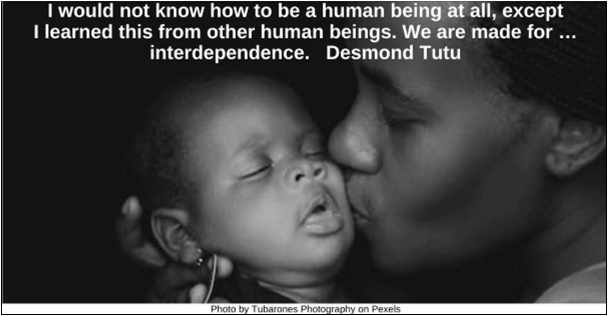 I would not know how to be a human being at all, except
I learned this from other human beings. We are made for …
interdependence. Desmond Tutu
Photo by Tubarones Photography on Pexels